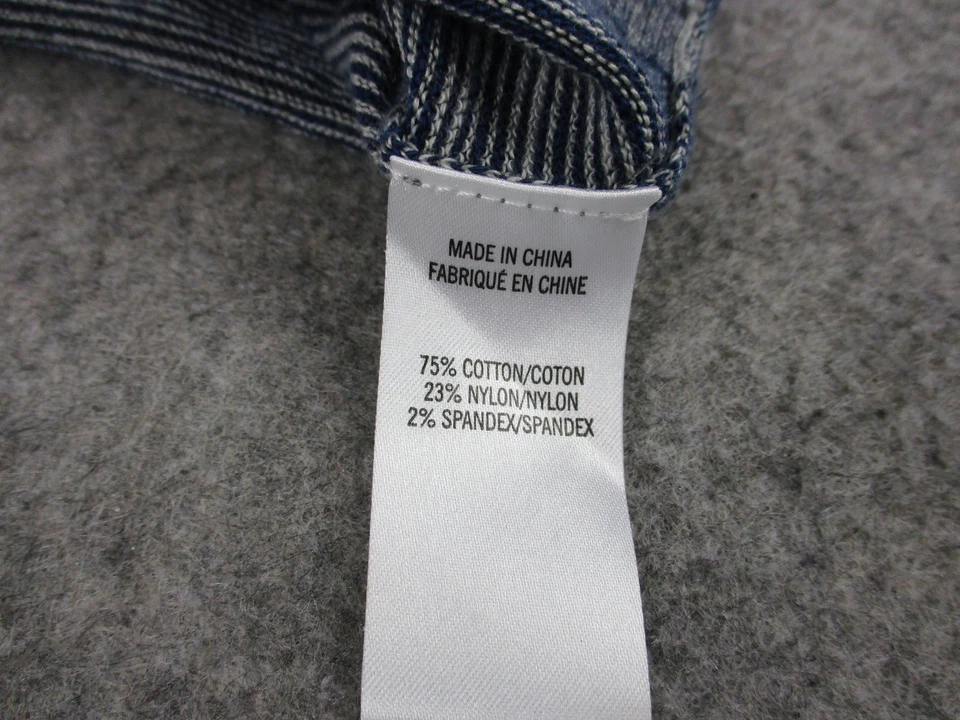 MADE IN CHINA
FABRIQUÉ EN CHINE
75% COTTON/COTON
23% NYLON/NYLON
2% SPANDEX/SPANDEX